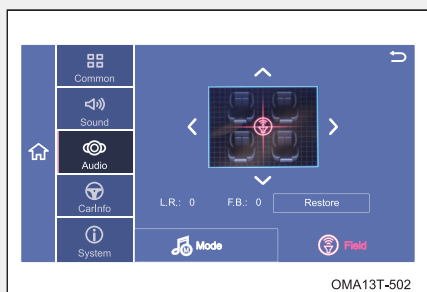 Common
Sound
Audio
CarInfo
System
L.R.: 0 F.B.: 0 Restore
Mode
Field
OMA13T-502